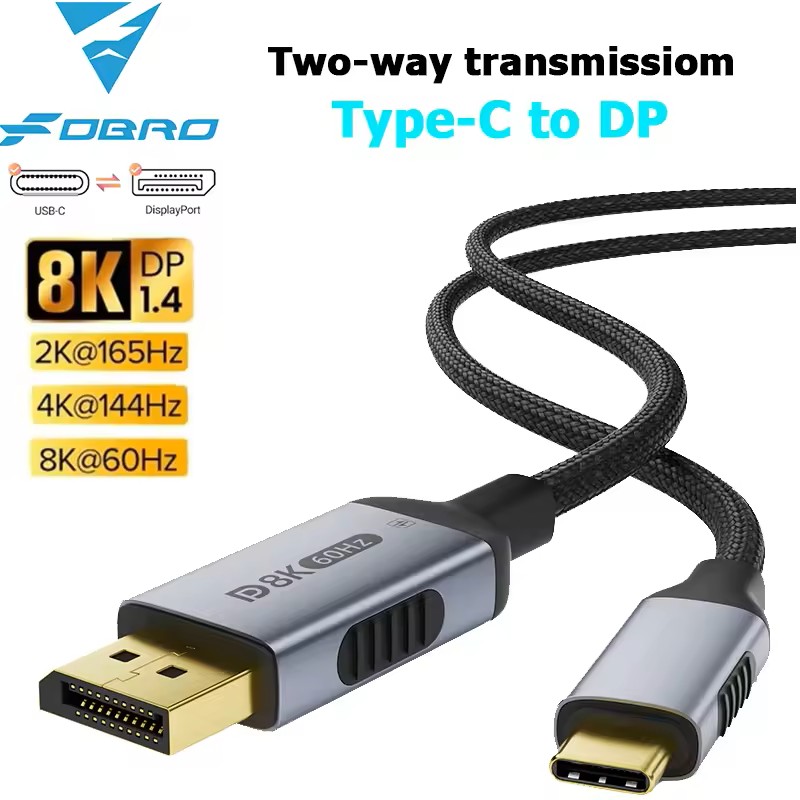 Two-way transmissiom
Type-C to DP
FOBRO
USB-C
DisplayPort
8K DP 1.4
2K@165Hz
4K@144Hz
8K@60Hz
DP 8K 60Hz